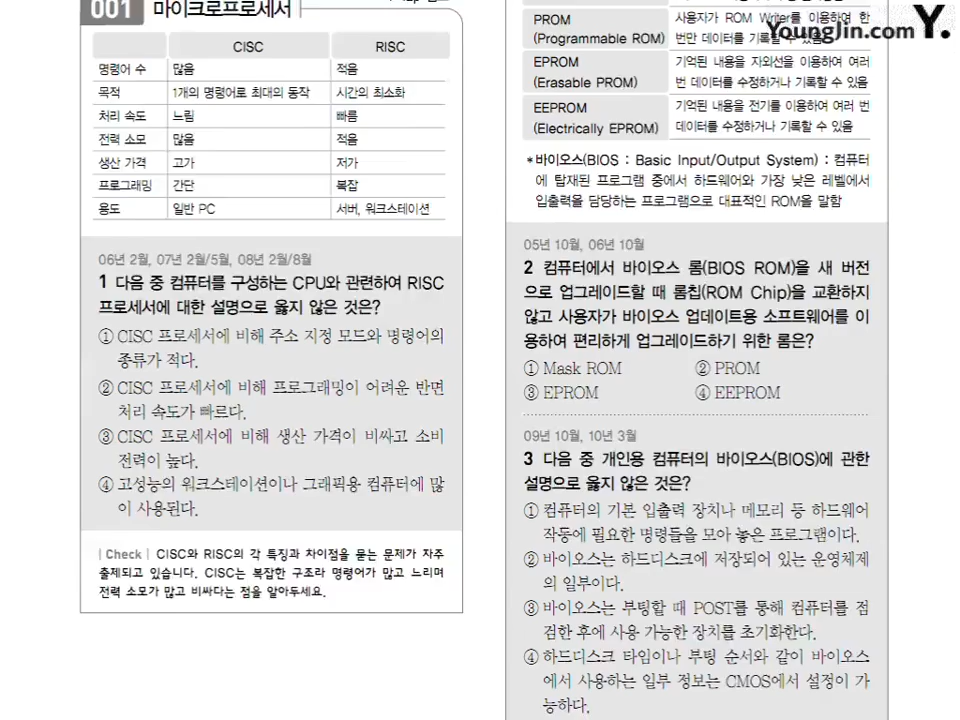 001 마이크로프로세서
CISC RISC
명령어 수 많음 적음
목적 1개의 명령어로 최대의 동작 시간의 최소화
처리 속도 느림 빠름
전력 소모 많음 적음
생산 가격 고가 저가
프로그래밍 간단 복잡
용도 일반 PC 서버, 워크스테이션
06년 2월, 07년 2월/5월, 08년 2월/8월
1 다음 중 컴퓨터를 구성하는 CPU와 관련하여 RISC
프로세서에 대한 설명으로 옳지 않은 것은?
① CISC 프로세서에 비해 주소 지정 모드와 명령어의
종류가 적다.
② CISC 프로세서에 비해 프로그래밍이 어려운 반면
처리 속도가 빠르다.
③ CISC 프로세서에 비해 생산 가격이 비싸고 소비
전력이 높다.
④ 고성능의 워크스테이션이나 그래픽용 컴퓨터에 많
이 사용된다.
| Check | CISC와 RISC의 각 특징과 차이점을 묻는 문제가 자주
출제되고 있습니다. CISC는 복잡한 구조라 명령어가 많고 느리며
전력 소모가 많고 비싸다는 점을 알아두세요.
YoungJin.com Y.
PROM
(Programmable ROM)
사용자가 ROM Writer를 이용하여 한
번만 데이터를 기록할 수 있음
EPROM
(Erasable PROM)
기억된 내용을 자외선을 이용하여 여러
번 데이터를 수정하거나 기록할 수 있음
EEPROM
(Electrically EPROM)
기억된 내용을 전기를 이용하여 여러 번
데이터를 수정하거나 기록할 수 있음
*바이오스(BIOS : Basic Input/Output System) : 컴퓨터
에 탑재된 프로그램 중에서 하드웨어와 가장 낮은 레벨에서
입출력을 담당하는 프로그램으로 대표적인 ROM을 말함
05년 10월, 06년 10월
2 컴퓨터에서 바이오스 롬(BIOS ROM)을 새 버전
으로 업그레이드할 때 롬칩(ROM Chip)을 교환하지
않고 사용자가 바이오스 업데이트용 소프트웨어를 이
용하여 편리하게 업그레이드하기 위한 롬은?
① Mask ROM ② PROM
③ EPROM ④ EEPROM
09년 10월, 10년 3월
3 다음 중 개인용 컴퓨터의 바이오스(BIOS)에 관한
설명으로 옳지 않은 것은?
① 컴퓨터의 기본 입출력 장치나 메모리 등 하드웨어
작동에 필요한 명령들을 모아 놓은 프로그램이다.
② 바이오스는 하드디스크에 저장되어 있는 운영체제
의 일부이다.
③ 바이오스는 부팅할 때 POST를 통해 컴퓨터를 점
검한 후에 사용 가능한 장치를 초기화한다.
④ 하드디스크 타입이나 부팅 순서와 같이 바이오스
에서 사용하는 일부 정보는 CMOS에서 설정이 가
능하다.